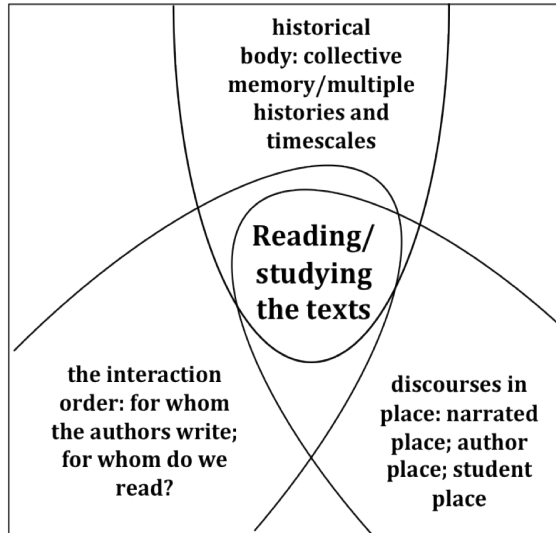 historical
body: collective
memory/multiple
histories and
timescales
Reading/
studying
the texts
the interaction
order: for whom
the authors write;
for whom do we
read?
discourses in
place: narrated
place; author
place; student
place